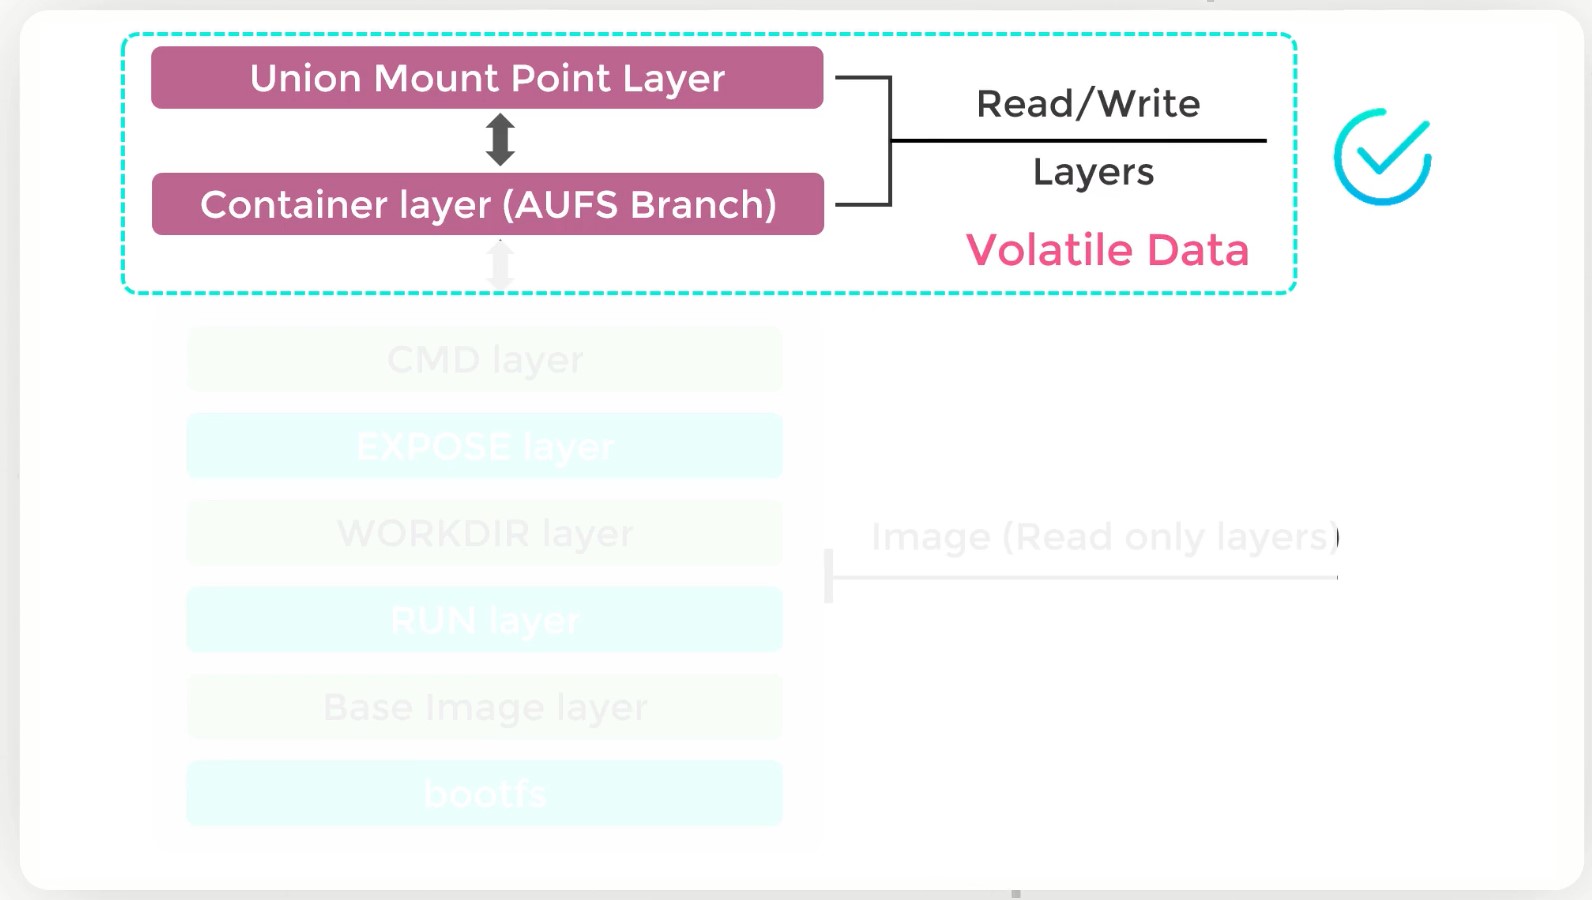 Union Mount Point Layer
Container layer (AUFS Branch)
Read/Write
Layers
Volatile Data
CMD layer
EXPOSE layer
WORKDIR layer
RUN layer
Base Image layer
bootfs
Image (Read only layers)